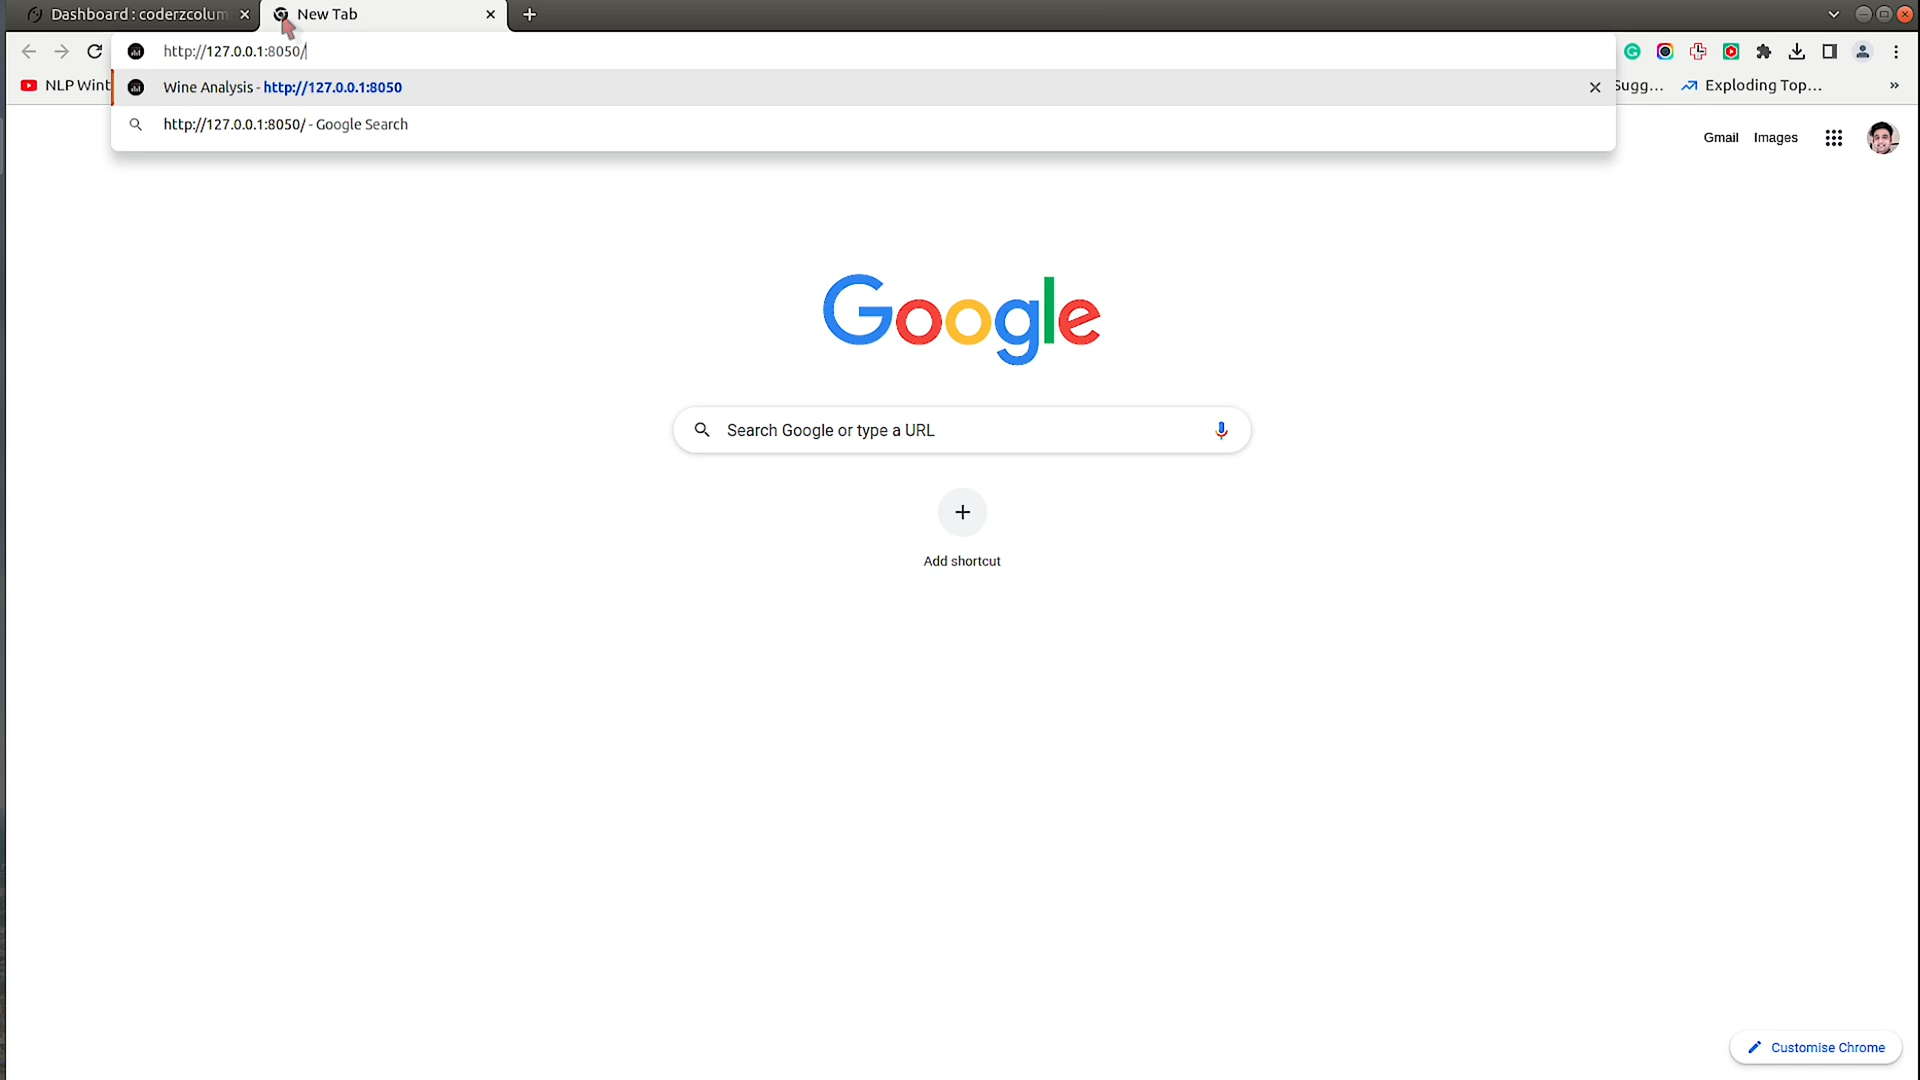 Dashboard : coderzcolum
New Tab
http://127.0.0.1:8050/
Wine Analysis - http://127.0.0.1:8050
http://127.0.0.1:8050/ - Google Search
NLP Wint
Sugg...
Exploding Top...
»
Gmail
Images
Google
Search Google or type a URL
Add shortcut
Customise Chrome